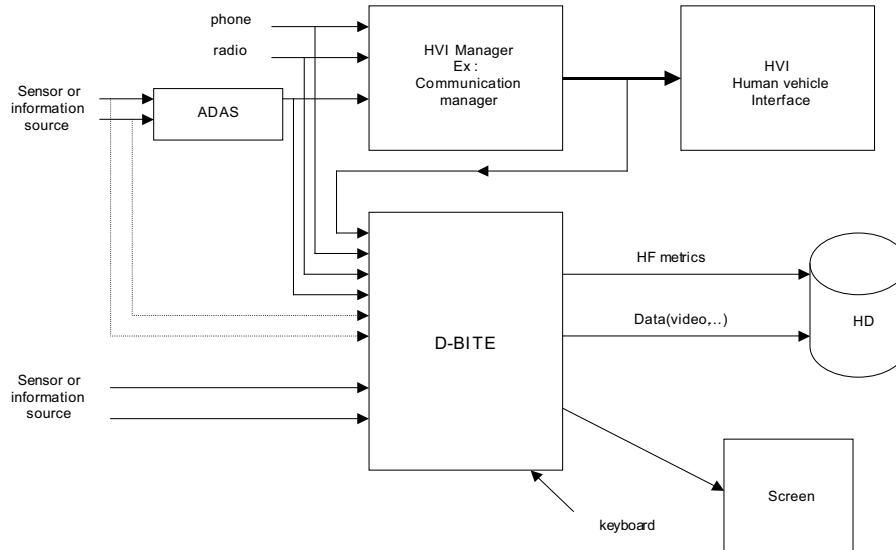 phone
radio
Sensor or
information
source
ADAS
HVI Manager
Ex :
Communication
manager
HVI
Human vehicle
Interface
D-BITE
HF metrics
Data(video,..)
HD
Sensor or
information
source
keyboard
Screen